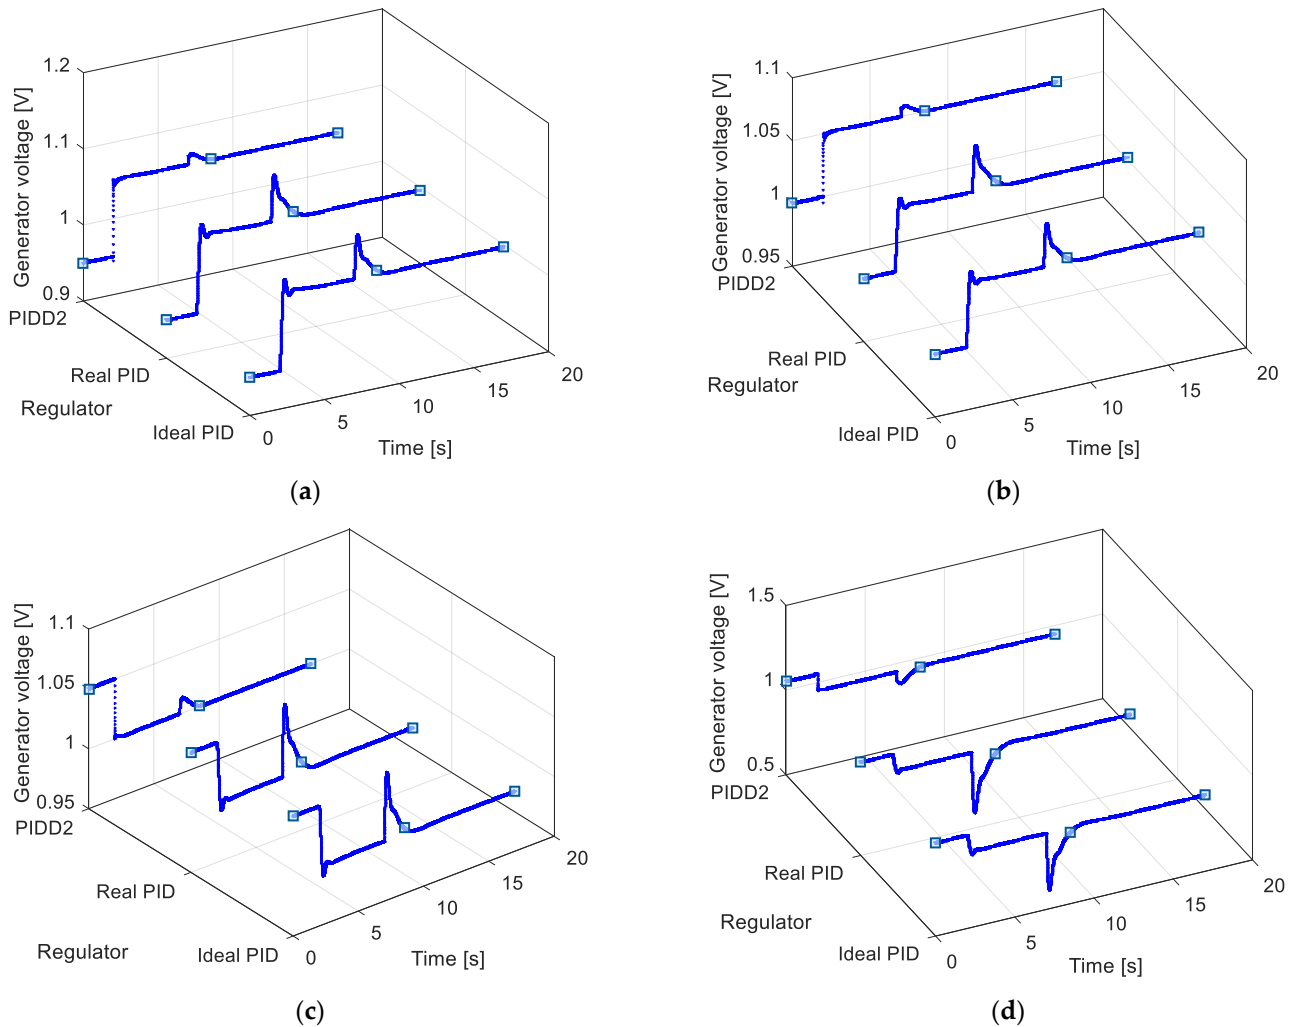 1.2
1.1
1
0.9
Generator voltage [V]
PIDD2
Real PID
Ideal PID
Regulator
0
5
10
15
20
Time [s]
(a)
1.1
1.05
1
0.95
Generator voltage [V]
PIDD2
Real PID
Ideal PID
Regulator
0
5
10
15
20
Time [s]
(b)
1.1
1.05
1
0.95
Generator voltage [V]
PIDD2
Real PID
Ideal PID
Regulator
0
5
10
15
20
Time [s]
(c)
1.5
1
0.5
Generator voltage [V]
PIDD2
Real PID
Ideal PID
Regulator
0
5
10
15
20
Time [s]
(d)